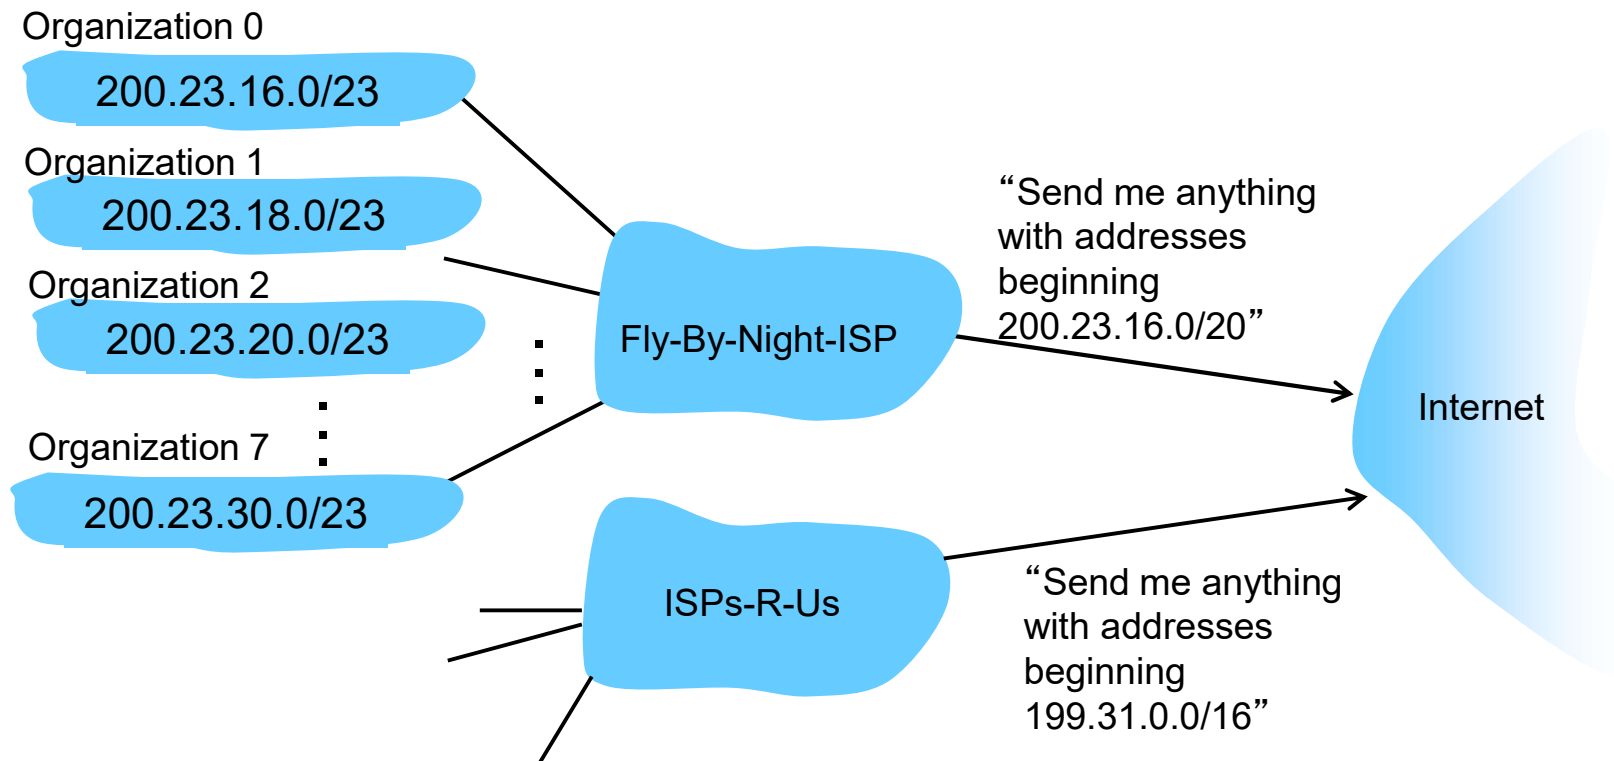 Organization 0
200.23.16.0/23
Organization 1
200.23.18.0/23
Organization 2
200.23.20.0/23
Organization 7
200.23.30.0/23
Fly-By-Night-ISP
“Send me anything
with addresses
beginning
200.23.16.0/20”
Internet
ISPs-R-Us
“Send me anything
with addresses
beginning
199.31.0.0/16”